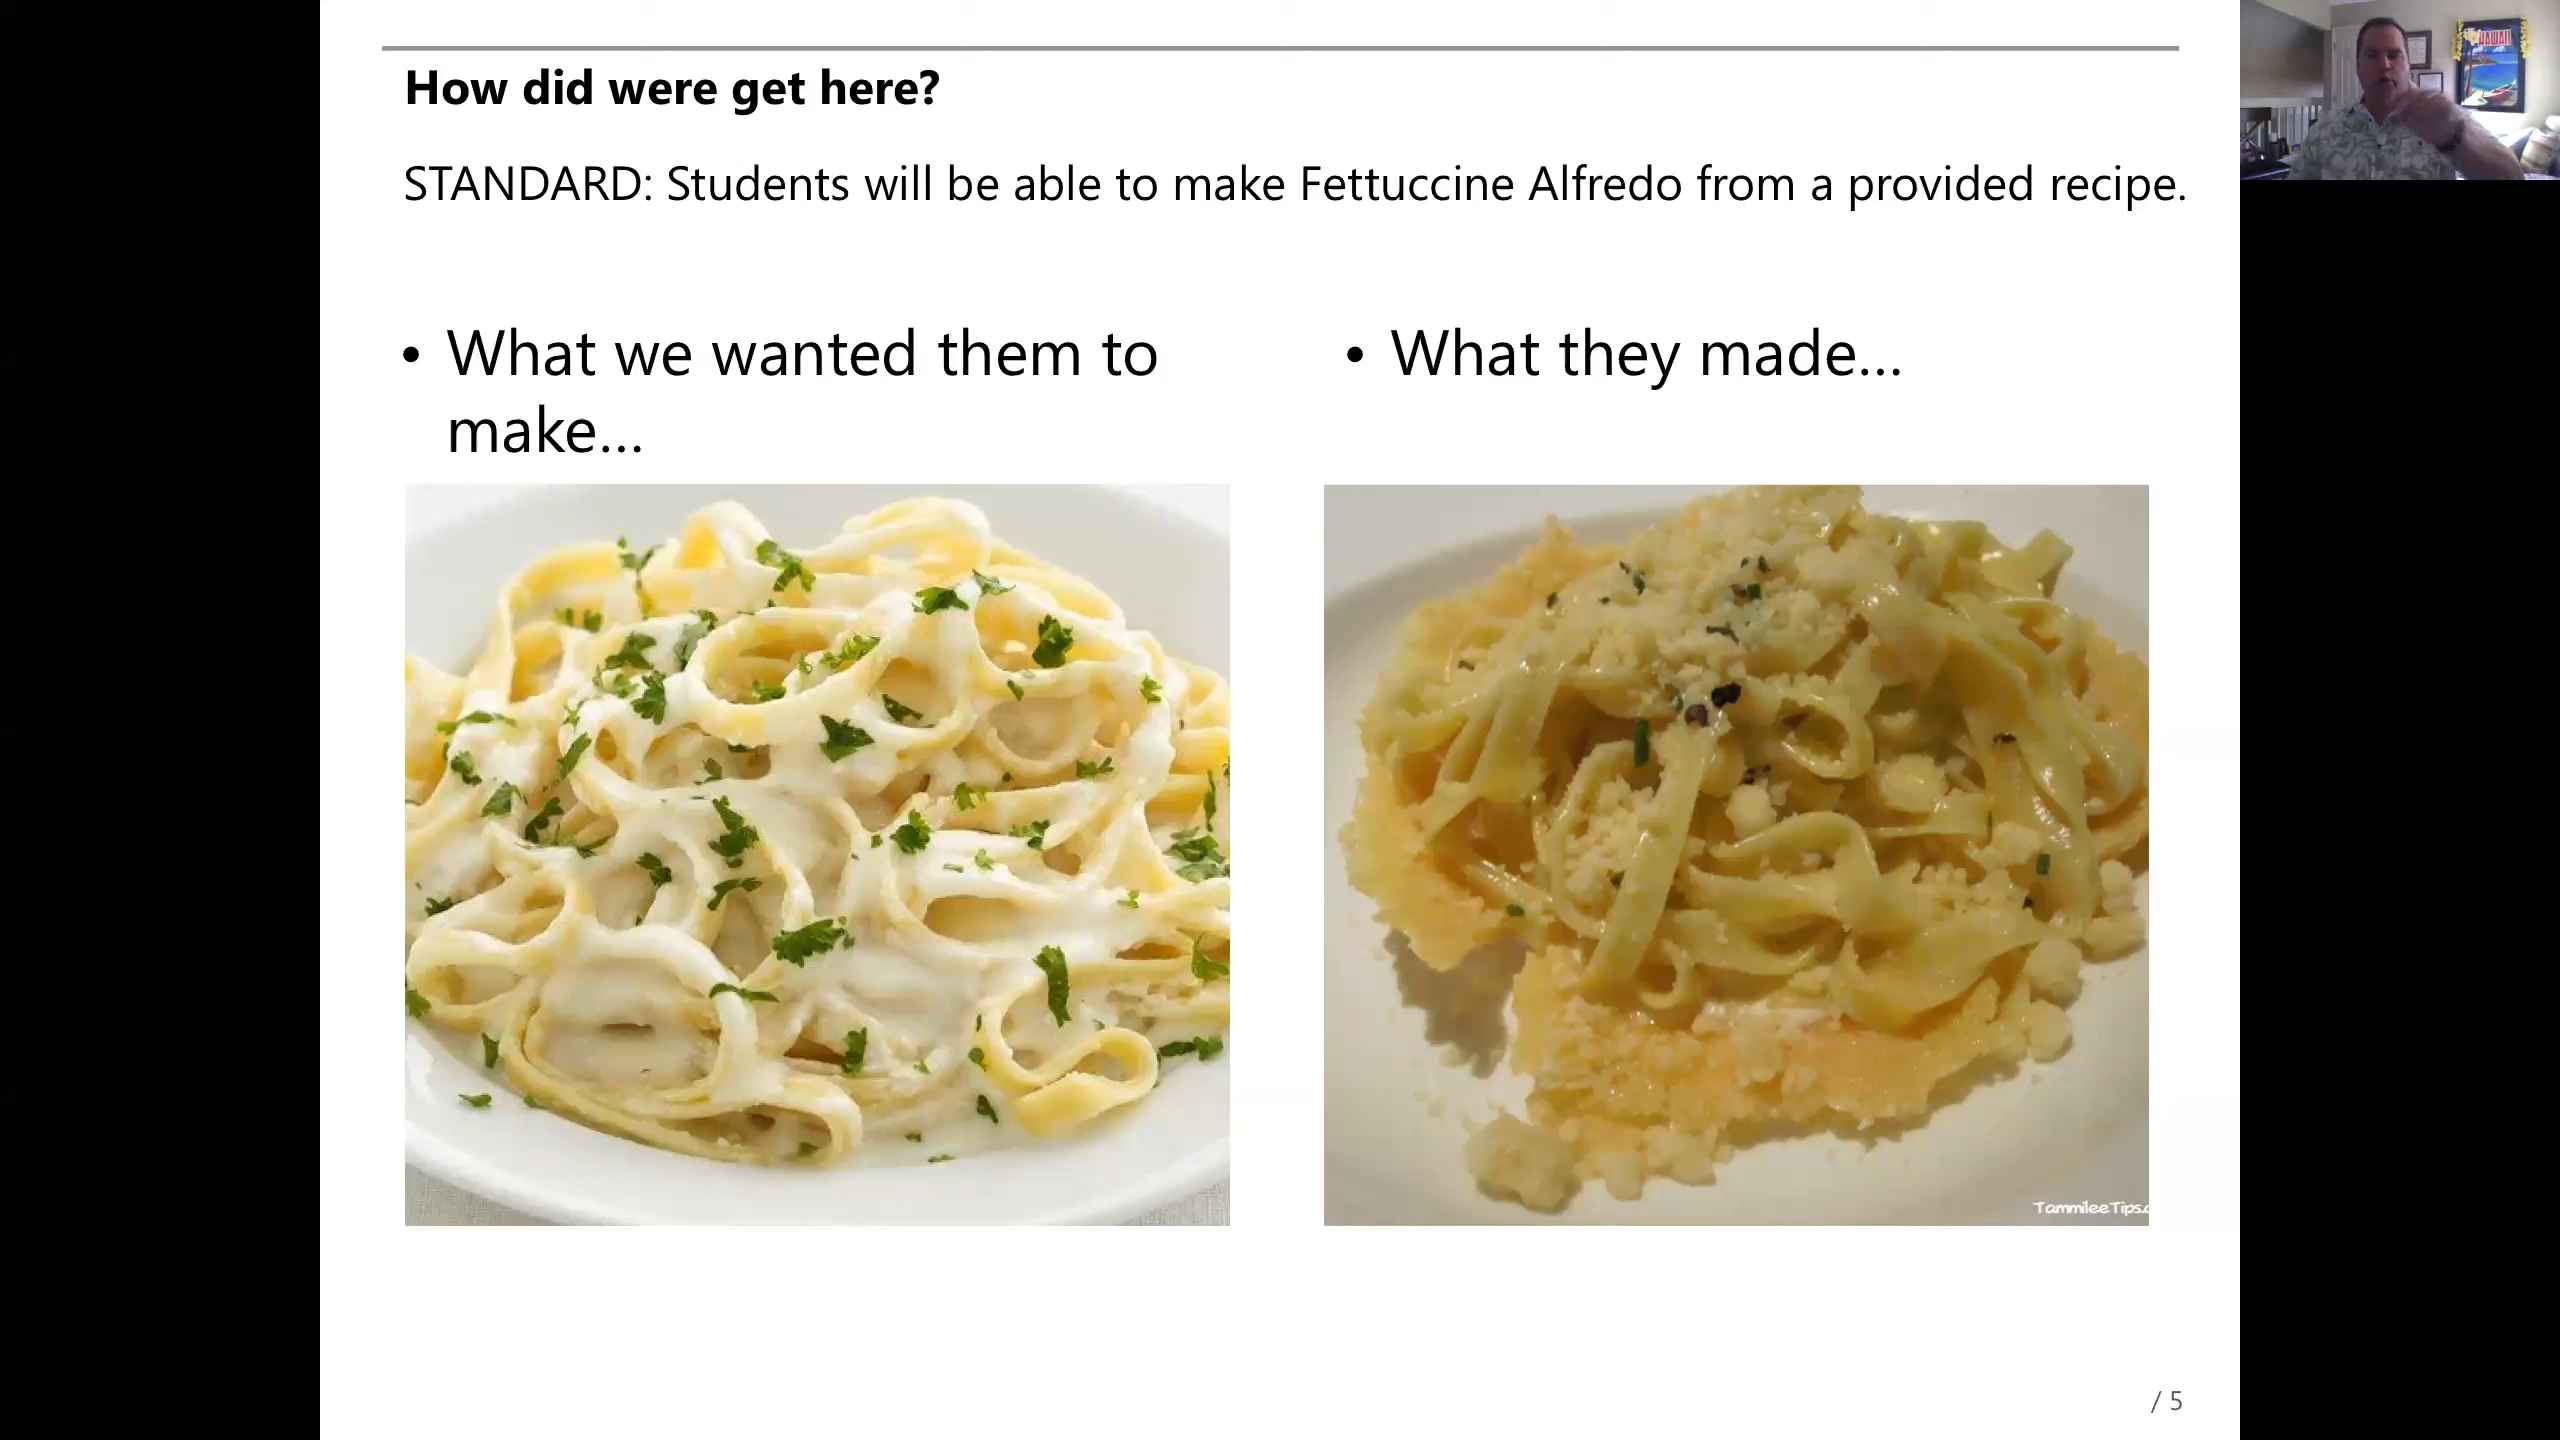 How did were get here?
STANDARD: Students will be able to make Fettuccine Alfredo from a provided recipe.
• What we wanted them to
make...
• What they made...
TammileeTips.c
/ 5
HAWAII